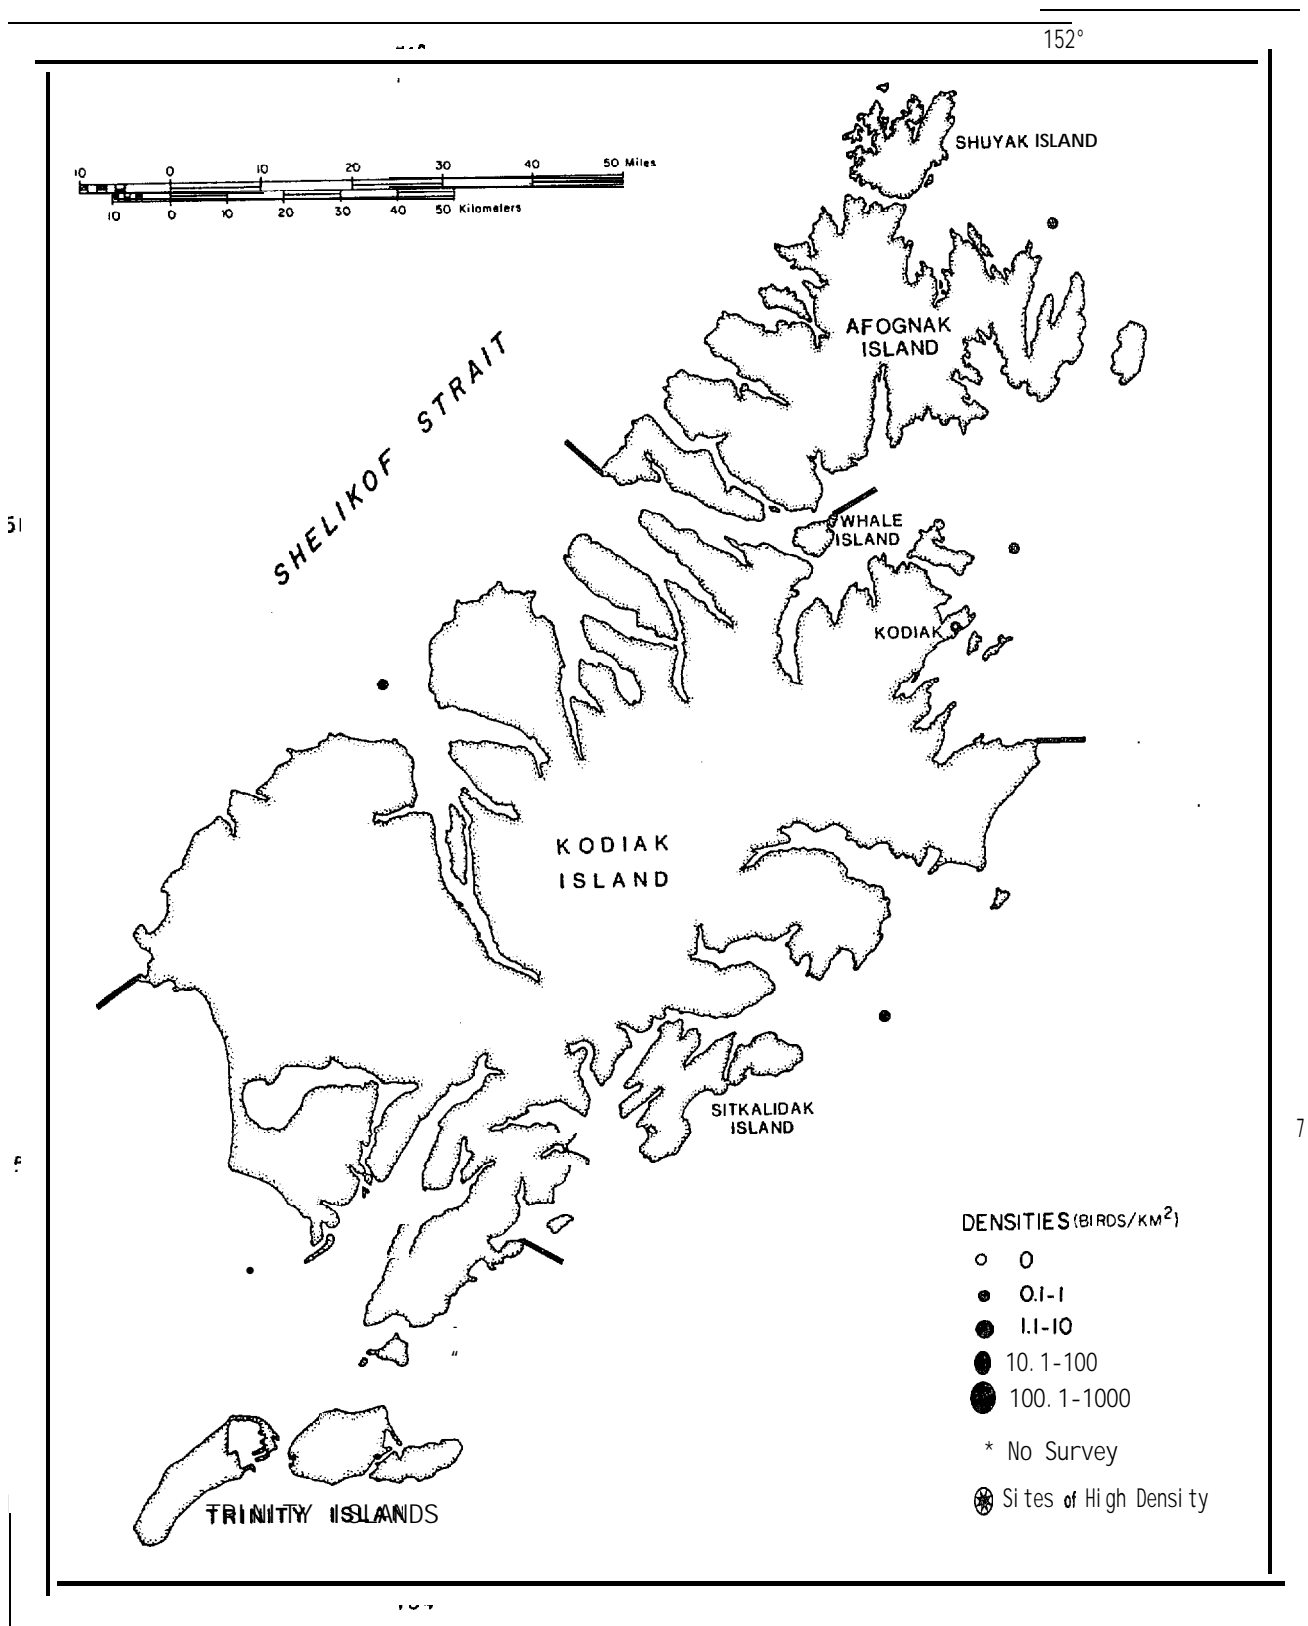 152°
SHUYAK ISLAND
10 0 10 20 30 40 50 Miles
10 0 10 20 30 40 50 Kilometers
AFOGNAK
ISLAND
SHELIKOF STRAIT
WHALE
ISLAND
KODIAK
KODIAK
ISLAND
SITKALIDAK
ISLAND
7
DENSITIES (BIRDS/KM²)
0
0.1-1
1.1-10
10.1-100
100.1-1000
* No Survey
Sites of High Density
TRINITY ISLANDS